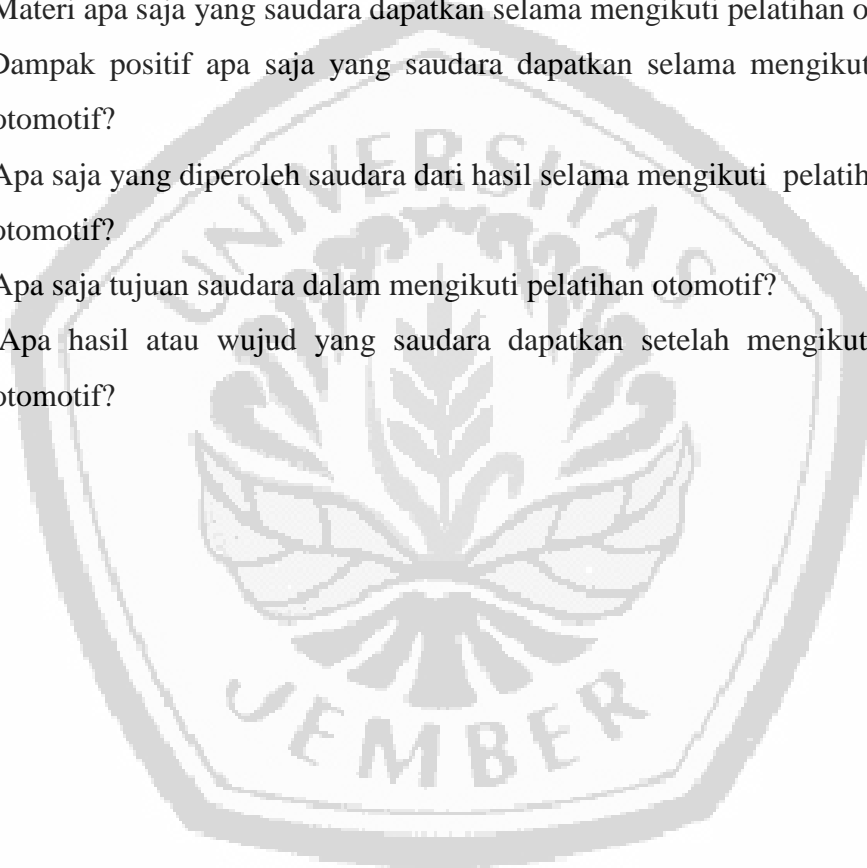 Materi apa saja yang saudara dapatkan selama mengikuti pelatihan o
Dampak positif apa saja yang saudara dapatkan selama mengikut
otomotif?
Apa saja yang diperoleh saudara dari hasil selama mengikuti pelatih
otomotif?
Apa saja tujuan saudara dalam mengikuti pelatihan otomotif?
Apa hasil atau wujud yang saudara dapatkan setelah mengikut
otomotif?
UNIVERSITAS
JEMBER